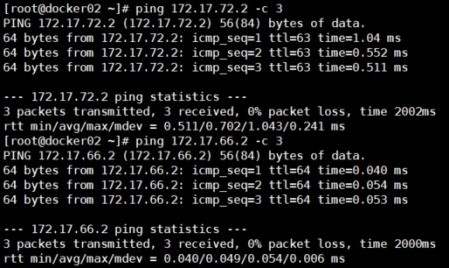 [root@docker02 ~]# ping 172.17.72.2 -c 3
PING 172.17.72.2 (172.17.72.2) 56(84) bytes of data.
64 bytes from 172.17.72.2: icmp_seq=1 ttl=63 time=1.04 ms
64 bytes from 172.17.72.2: icmp_seq=2 ttl=63 time=0.552 ms
64 bytes from 172.17.72.2: icmp_seq=3 ttl=63 time=0.511 ms
--- 172.17.72.2 ping statistics ---
3 packets transmitted, 3 received, 0% packet loss, time 2002ms
rtt min/avg/max/mdev = 0.511/0.702/1.043/0.241 ms
[root@docker02 ~]# ping 172.17.66.2 -c 3
PING 172.17.66.2 (172.17.66.2) 56(84) bytes of data.
64 bytes from 172.17.66.2: icmp_seq=1 ttl=64 time=0.040 ms
64 bytes from 172.17.66.2: icmp_seq=2 ttl=64 time=0.054 ms
64 bytes from 172.17.66.2: icmp_seq=3 ttl=64 time=0.053 ms
--- 172.17.66.2 ping statistics ---
3 packets transmitted, 3 received, 0% packet loss, time 2000ms
rtt min/avg/max/mdev = 0.040/0.049/0.054/0.006 ms